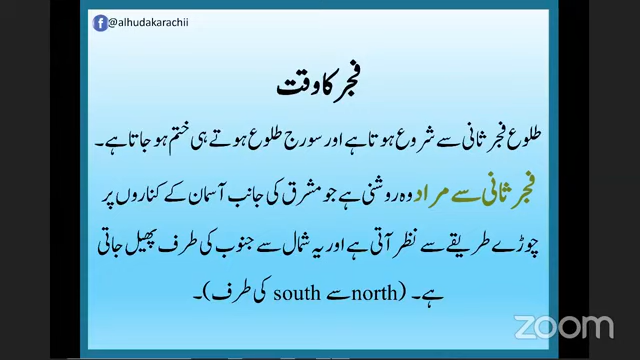 @alhudakarachii
فجر کا وقت
طلوع فجر ثانی سے شروع ہوتا ہے اور سورج طلوع ہوتے ہی ختم ہو جاتا ہے۔
فجر ثانی سے مراد وہ روشنی ہے جو مشرق کی جانب آسمان کے کناروں پر
چوڑے طریقے سے نظر آتی ہے اور یہ شمال سے جنوب کی طرف پھیل جاتی
ہے۔ (north سے south کی طرف)۔
zoom